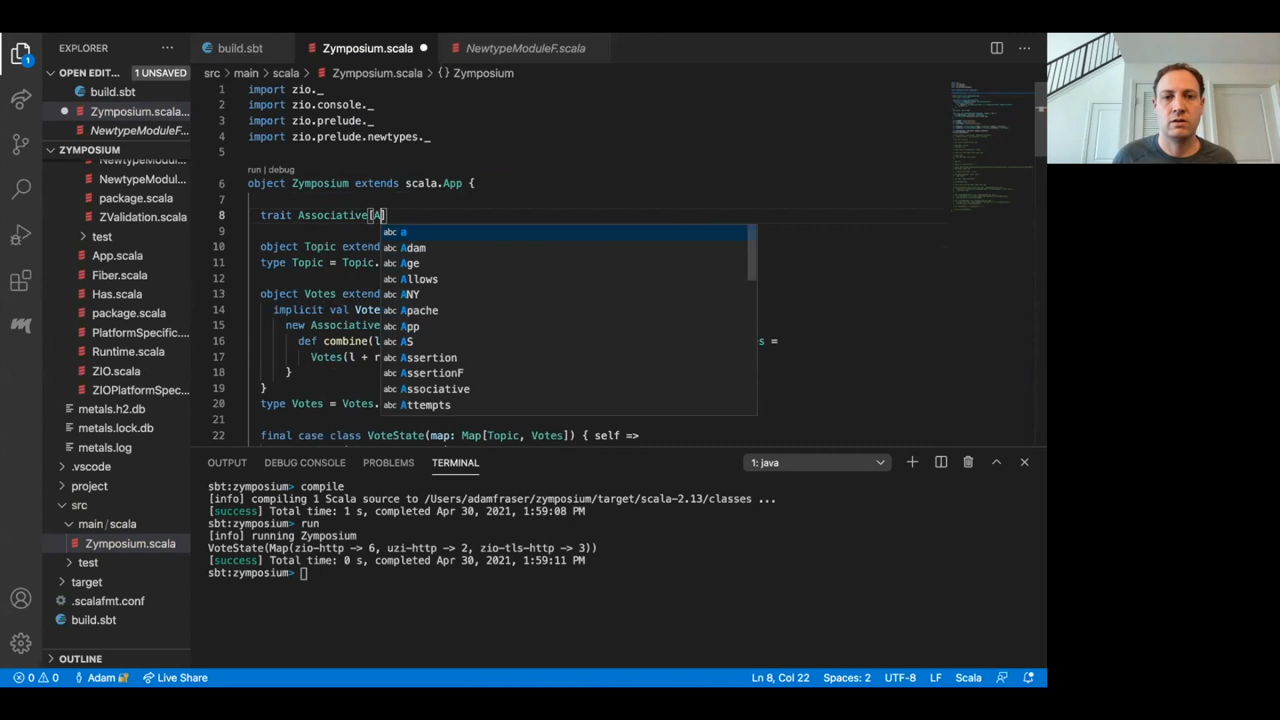 EXPLORER ...
build.sbt
Zymposium.scala
NewtypeModuleF.scala
...
src > main > scala > Zymposium.scala > {} Zymposium
OPEN EDIT... 1 UNSAVED
build.sbt
Zymposium.scala...
NewtypeModuleF...
ZYMPOSIUM
NewtypeModul...
NewtypeModul...
package.scala
ZValidation.scala
test
App.scala
Fiber.scala
Has.scala
package.scala
PlatformSpecific...
Runtime.scala
ZIO.scala
ZIOPlatformSpec...
metals.h2.db
metals.lock.db
metals.log
.vscode
project
src
main/scala
Zymposium.scala
test
target
.scalafmt.conf
build.sbt
OUTLINE
1 import zio._
2 import zio.console._
3 import zio.prelude._
4 import zio.prelude.newtypes._
5
run | debug
6 object Zymposium extends scala.App {
7
8 trait Associative[A]
9
10 object Topic extend
11 type Topic = Topic.
12
13 object Votes extend
14 implicit val Vote
15 new Associative
16 def combine(l s =
17 Votes(l + r
18 }
19 }
20 type Votes = Votes.
21
22 final case class VoteState(map: Map[Topic, Votes]) { self =>
abc a
abc Adam
abc Age
abc Allows
abc ANY
abc Apache
abc App
abc AS
abc Assertion
abc AssertionF
abc Associative
abc Attempts
OUTPUT DEBUG CONSOLE PROBLEMS TERMINAL 1: java
sbt:zymposium> compile
[info] compiling 1 Scala source to /Users/adamfraser/zymposium/target/scala-2.13/classes ...
[success] Total time: 1 s, completed Apr 30, 2021, 1:59:08 PM
sbt:zymposium> run
[info] running Zymposium
VoteState(Map(zio-http -> 6, uzi-http -> 2, zio-tls-http -> 3))
[success] Total time: 0 s, completed Apr 30, 2021, 1:59:11 PM
sbt:zymposium>
0 0 Adam Live Share Ln 8, Col 22 Spaces: 2 UTF-8 LF Scala